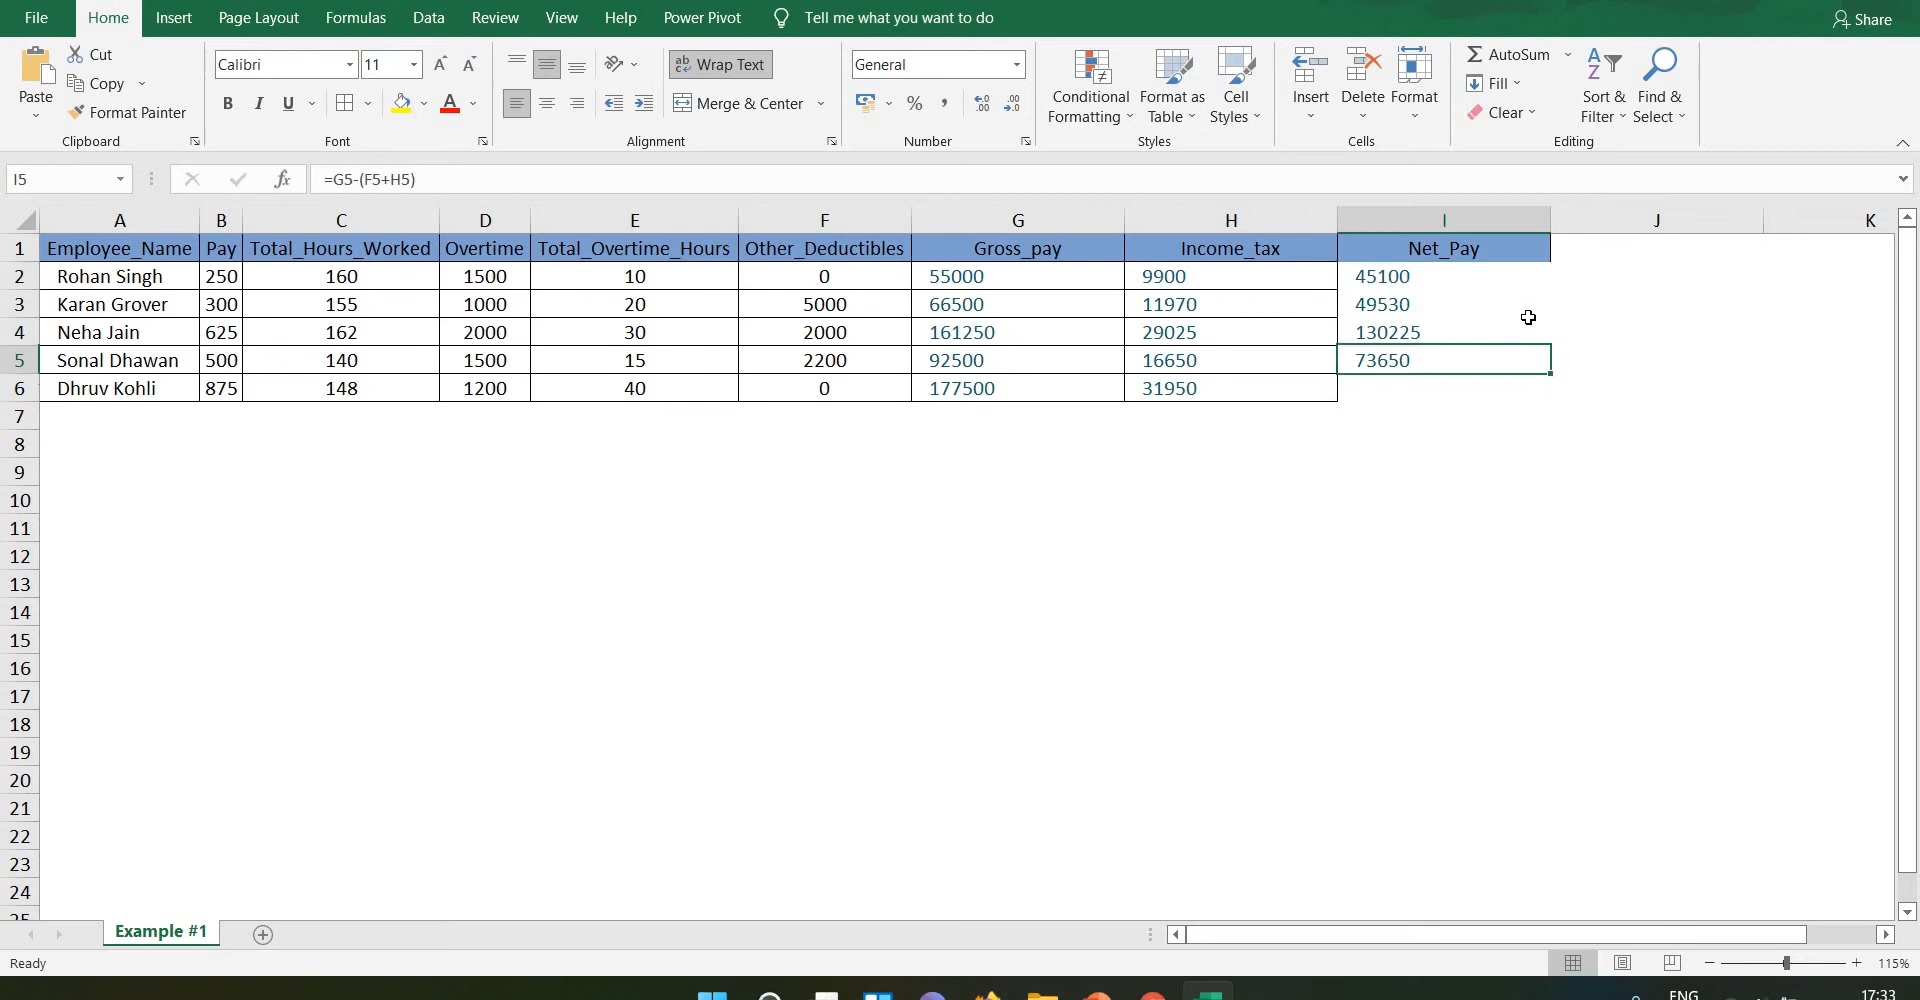 File Home Insert Page Layout Formulas Data Review View Help Power Pivot Tell me what you want to do Share
Paste Cut Copy Format Painter Clipboard
Calibri 11 A A B I U A Font
ab Wrap Text Merge & Center Alignment
General % , .0 .00 Number
Conditional Formatting Format as Table Cell Styles Styles
Insert Delete Format Cells
AutoSum Fill Clear Sort & Filter Find & Select Editing
I5 fx =G5-(F5+H5)
A B C D E F G H I J K
1 Employee_Name Pay Total_Hours_Worked Overtime Total_Overtime_Hours Other_Deductibles Gross_pay Income_tax Net_Pay
2 Rohan Singh 250 160 1500 10 0 55000 9900 45100
3 Karan Grover 300 155 1000 20 5000 66500 11970 49530
4 Neha Jain 625 162 2000 30 2000 161250 29025 130225
5 Sonal Dhawan 500 140 1500 15 2200 92500 16650 73650
6 Dhruv Kohli 875 148 1200 40 0 177500 31950
7
8
9
10
11
12
13
14
15
16
17
18
19
20
21
22
23
24
25
Example #1
Ready 115%
ENG 17:33